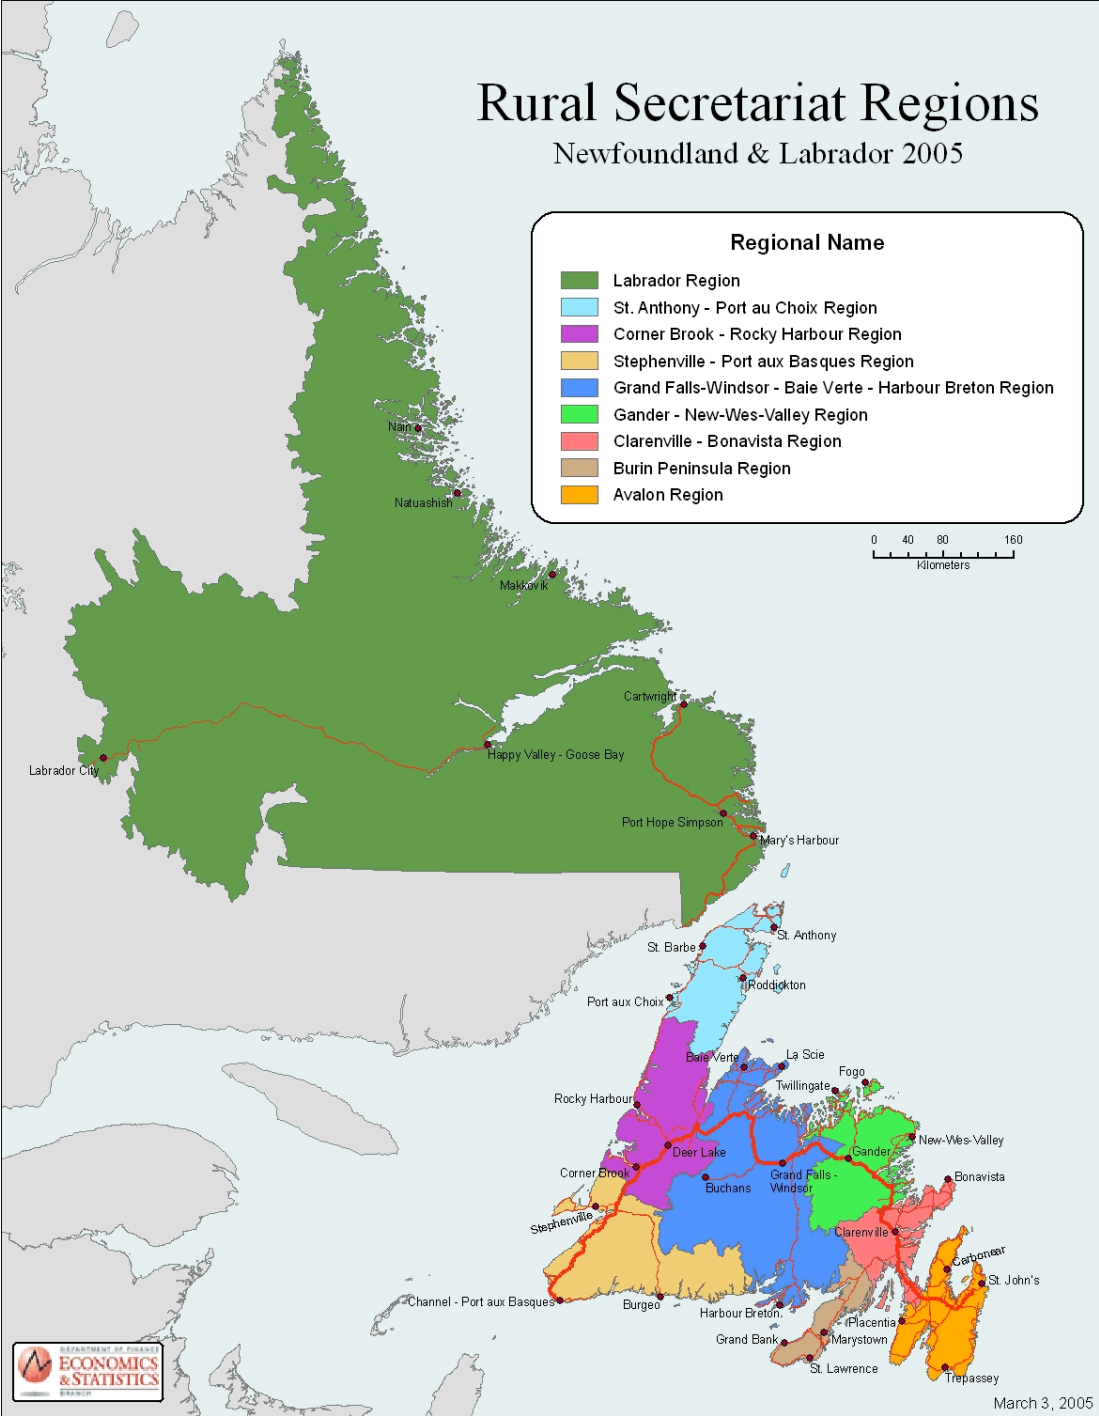 Rural Secretariat Regions
Newfoundland & Labrador 2005
Regional Name
Labrador Region
St. Anthony - Port au Choix Region
Corner Brook - Rocky Harbour Region
Stephenville - Port aux Basques Region
Grand Falls-Windsor - Baie Verte - Harbour Breton Region
Gander - New-Wes-Valley Region
Clarenville - Bonavista Region
Burin Peninsula Region
Avalon Region
0 40 80 160
Kilometers
Nain
Natuashish
Makkovik
Cartwright
Happy Valley - Goose Bay
Labrador City
Port Hope Simpson
Mary's Harbour
St. Anthony
St. Barbe
Roddickton
Port aux Choix
Baie Verte
La Scie
Fogo
Twillingate
Rocky Harbour
New-Wes-Valley
Deer Lake
Gander
Corner Brook
Grand Falls -
Windsor
Buchans
Bonavista
Stephenville
Clarenville
Carbonear
St. John's
Channel - Port aux Basques
Burgeo
Harbour Breton
Placentia
Grand Bank
Marystown
St. Lawrence
Trepassey
DEPARTMENT OF FINANCE
ECONOMICS
& STATISTICS
BRANCH
March 3, 2005